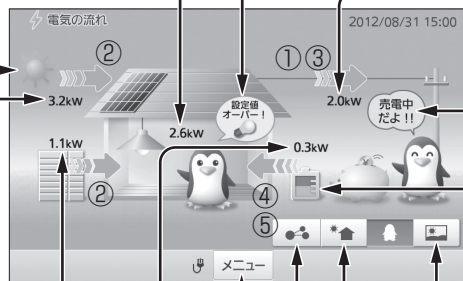 電気の流れ
2012/08/31 15:00
②
① ③
3.2kW
2.0kW
設定値
オーバー!
売電中
だよ!!
2.6kW
1.1kW
0.3kW
②
④
⑤
メニュー